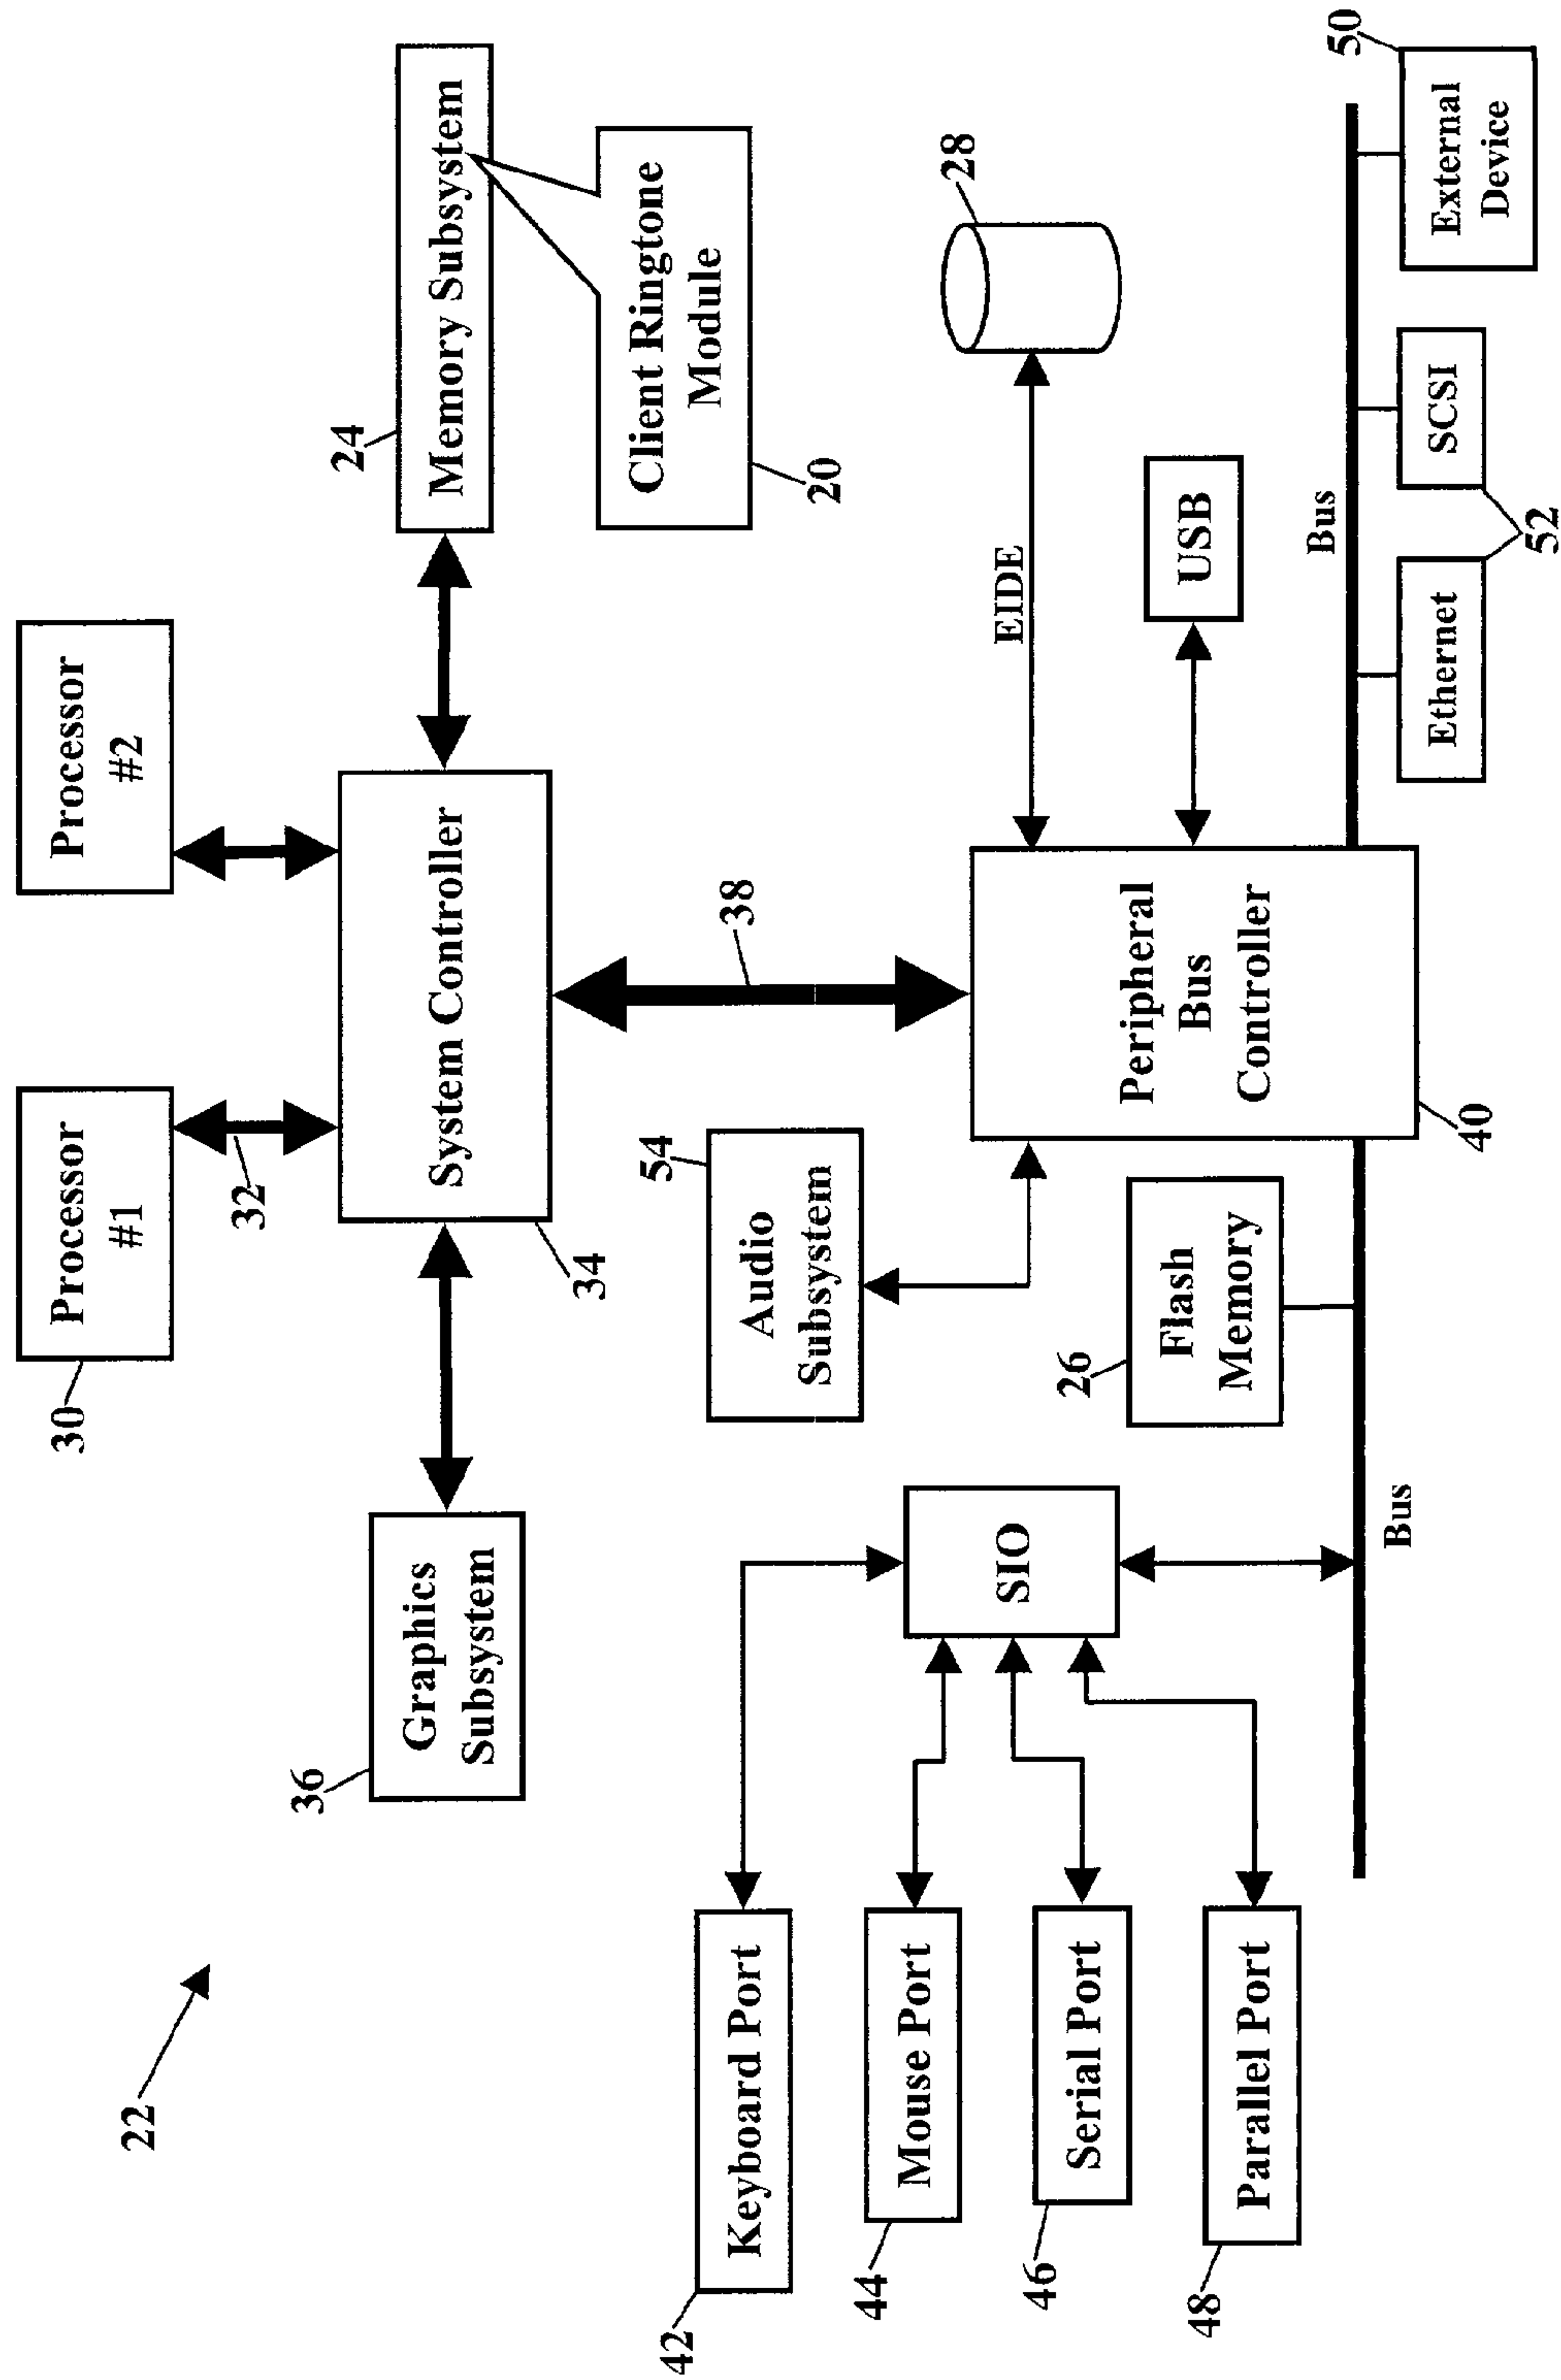 22
30
Processor
#1
32
Processor
#2
36
Graphics
Subsystem
System Controller
34
24
Memory Subsystem
Client Ringtone
Module
20
38
42
Keyboard Port
44
Mouse Port
46
Serial Port
48
Parallel Port
SIO
54
Audio
Subsystem
26
Flash
Memory
Bus
Peripheral
Bus
Controller
40
EIDE
28
USB
Bus
Ethernet
SCSI
52
External
Device
50